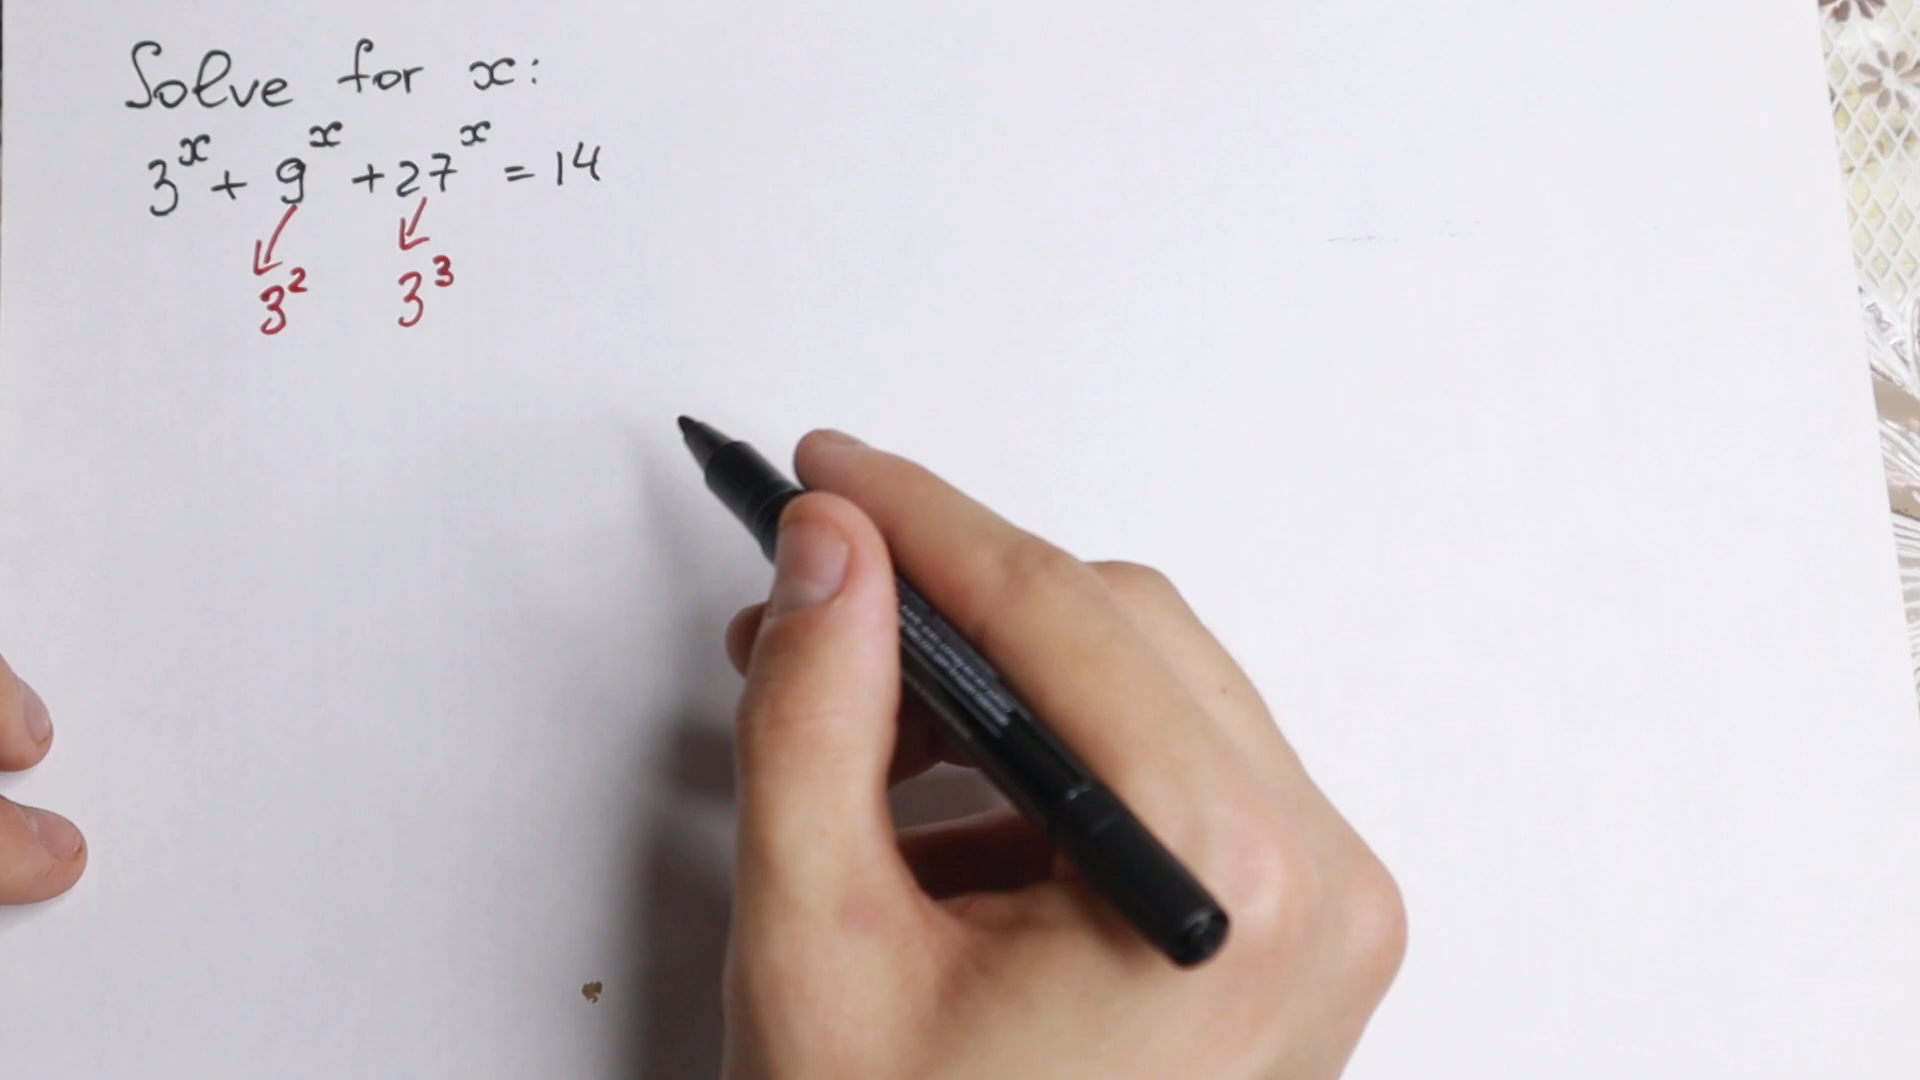 Solve for x:
3^x + 9^x + 27^x = 14
3^2 3^3